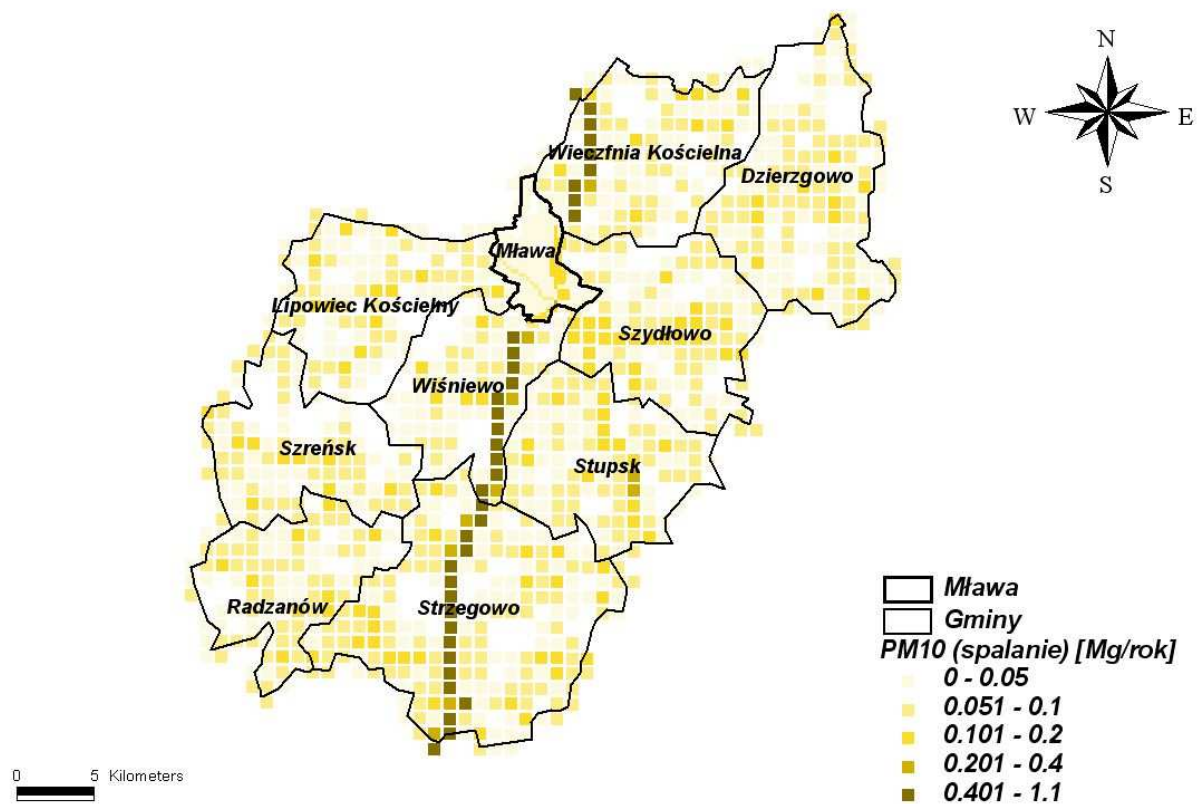 N
W
E
S
Wieczfnia Kościelna
Dzierzgowo
Mława
Lipowiec Kościelny
Szydłowo
Wiśniewo
Szreńsk
Stupsk
Radzanów
Strzegowo
Mława
Gminy
PM10 (spalanie) [Mg/rok]
0 - 0.05
0.051 - 0.1
0.101 - 0.2
0.201 - 0.4
0.401 - 1.1
0 5 Kilometers